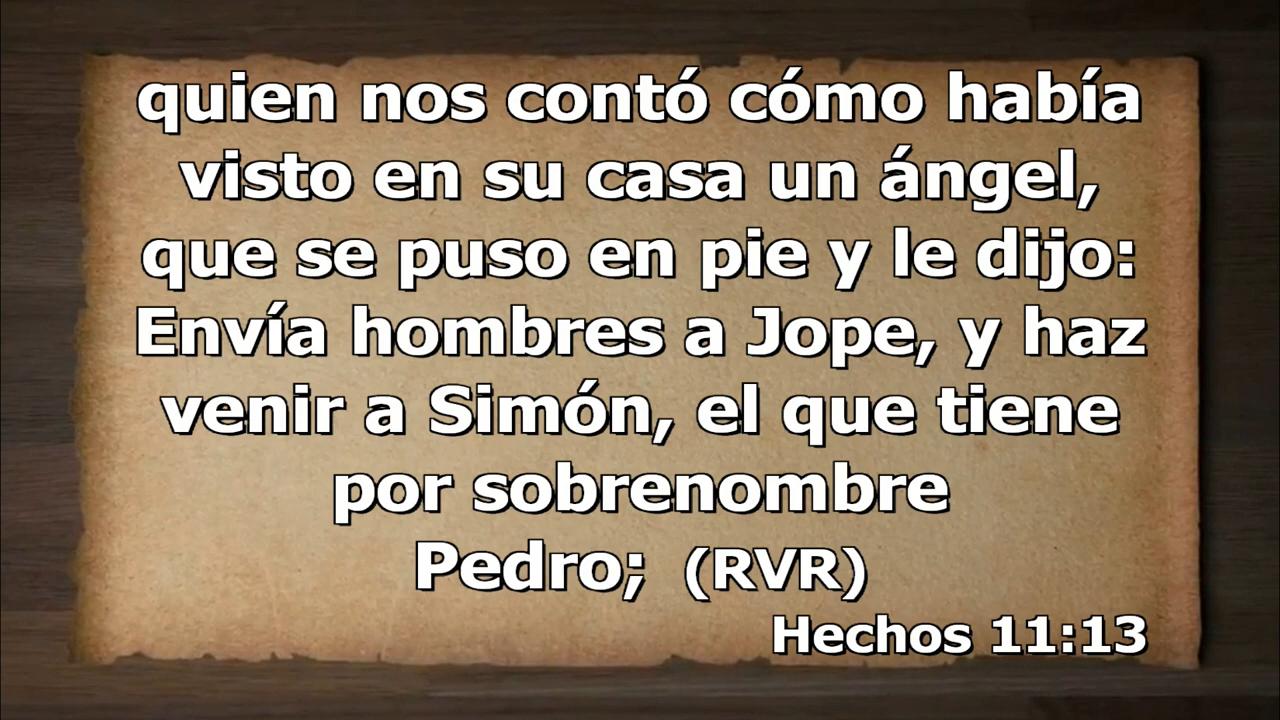 quien nos contó cómo había
visto en su casa un ángel,
que se puso en pie y le dijo:
Envía hombres a Jope, y haz
venir a Simón, el que tiene
por sobrenombre
Pedro; (RVR)
Hechos 11:13